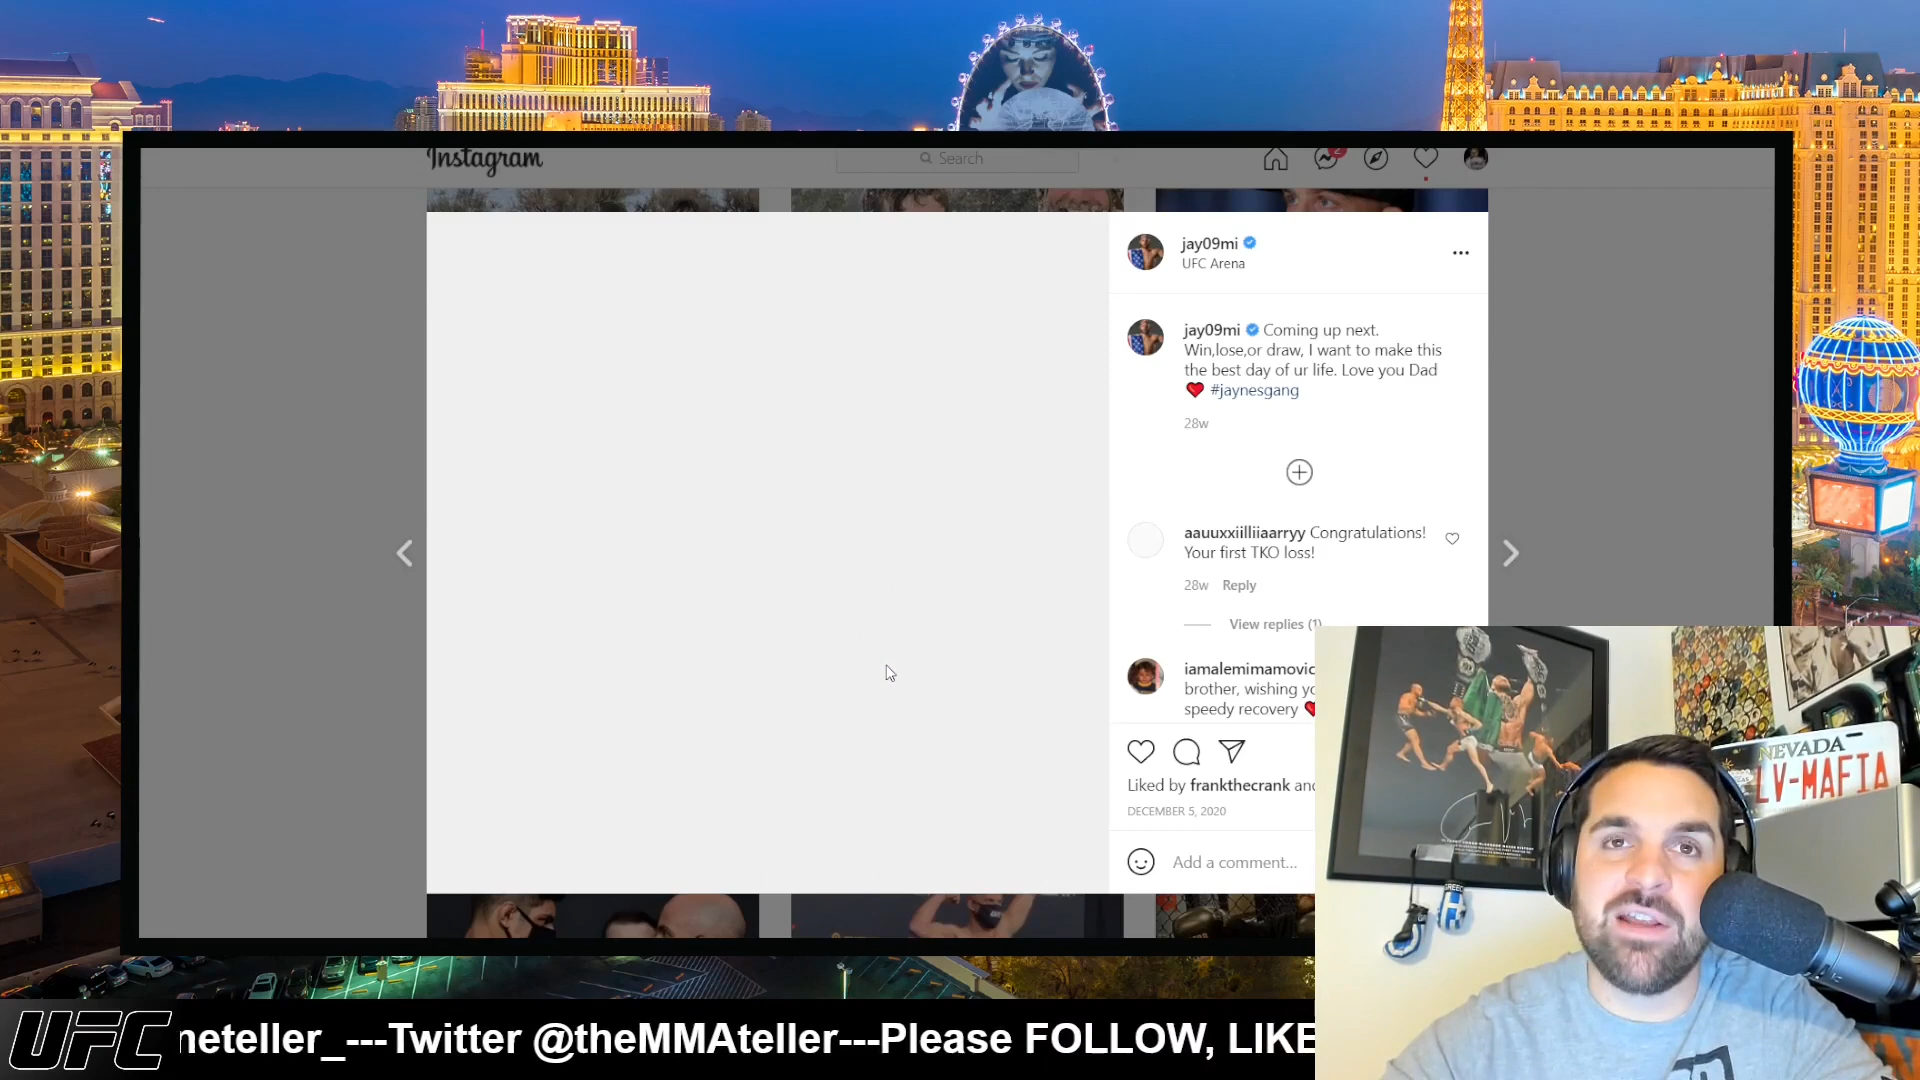 Instagram
Search
2
jay09mi
UFC Arena
jay09mi Coming up next.
Win,lose,or draw, I want to make this
the best day of ur life. Love you Dad
#jaynesgang
28w
aauuxxiilliiaarryy Congratulations!
Your first TKO loss!
28w Reply
View replies (1)
iamalemimamovic
brother, wishing yo
speedy recovery
Liked by frankthecrank and
DECEMBER 5, 2020
Add a comment...
NEVADA
LV-MAFIA
GREECE
UFC
neteller_---Twitter @theMMAteller---Please FOLLOW, LIKE